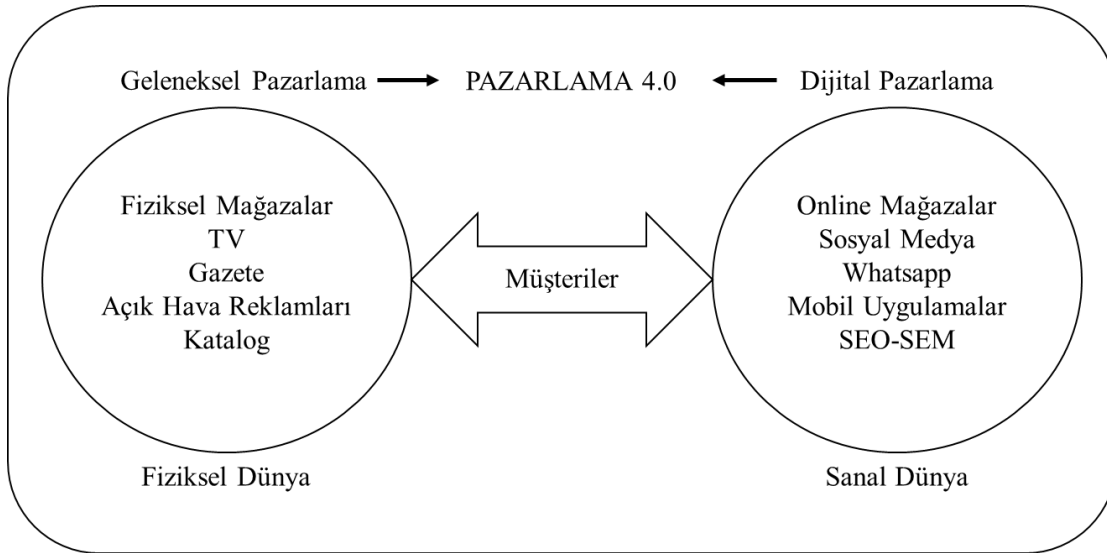 Geleneksel Pazarlama
PAZARLAMA 4.0
Dijital Pazarlama
Fiziksel Mağazalar
TV
Gazete
Açık Hava Reklamları
Katalog
Müşteriler
Online Mağazalar
Sosyal Medya
Whatsapp
Mobil Uygulamalar
SEO-SEM
Fiziksel Dünya
Sanal Dünya